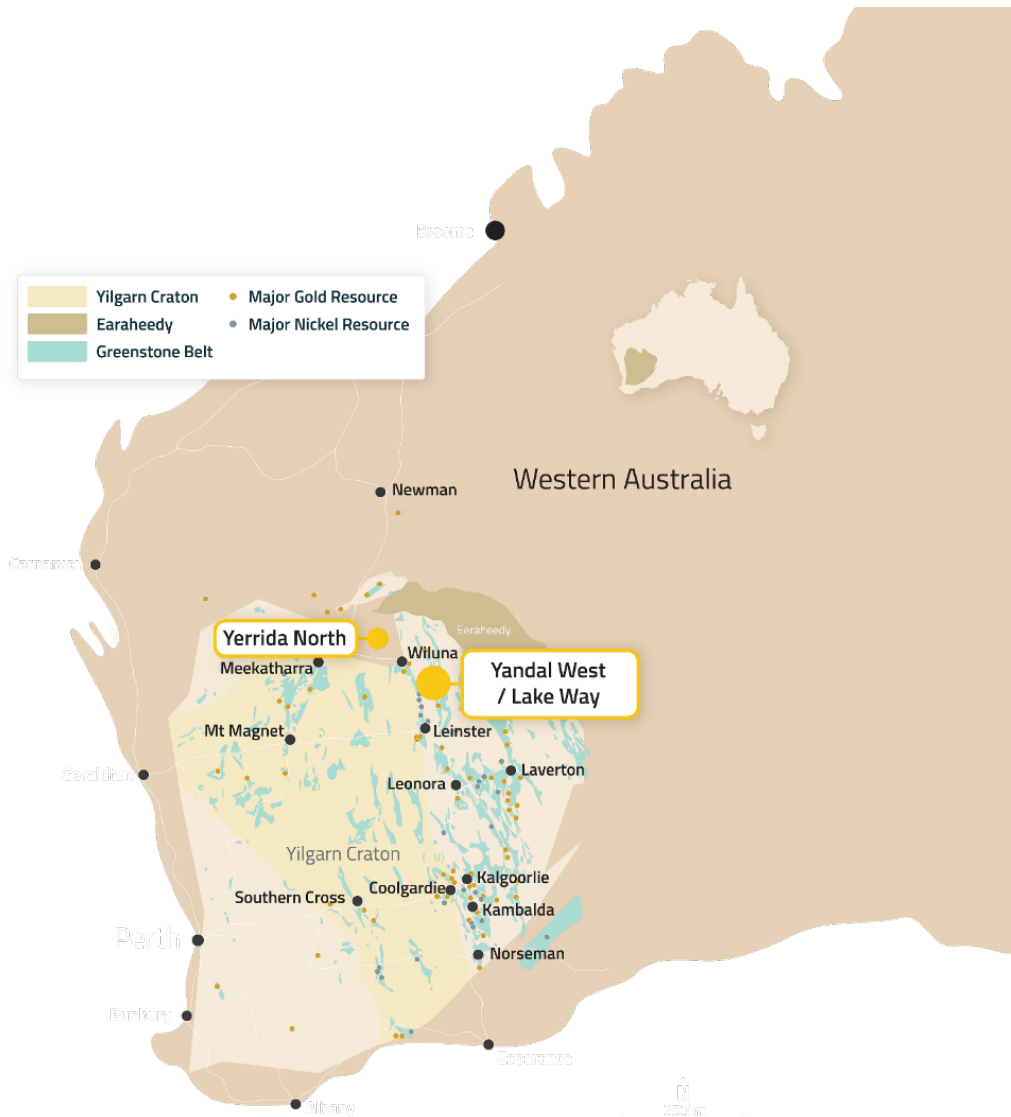 Broome
Yilgarn Craton
Major Gold Resource
Earaheedy
Major Nickel Resource
Greenstone Belt
Western Australia
Newman
Carnarvon
Eeraheedy
Yerrida North
Wiluna
Meekatharra
Yandal West
/ Lake Way
Mt Magnet
Leinster
Geraldton
Laverton
Leonora
Yilgarn Craton
Kalgoorlie
Coolgardie
Southern Cross
Kambalda
Perth
Norseman
Bunbury
Esperance
N
Albany